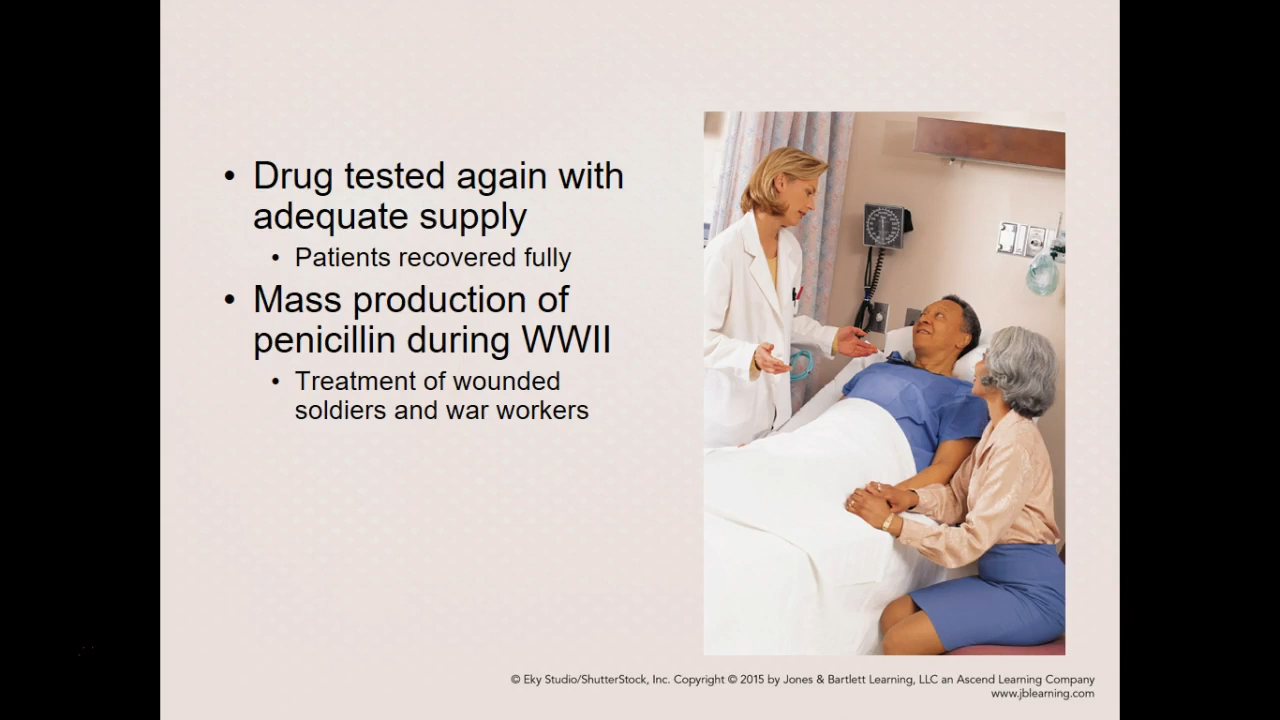 • Drug tested again with
adequate supply
• Patients recovered fully
• Mass production of
penicillin during WWII
• Treatment of wounded
soldiers and war workers
© Eky Studio/ShutterStock, Inc. Copyright © 2015 by Jones & Bartlett Learning, LLC an Ascend Learning Company
www.jblearning.com